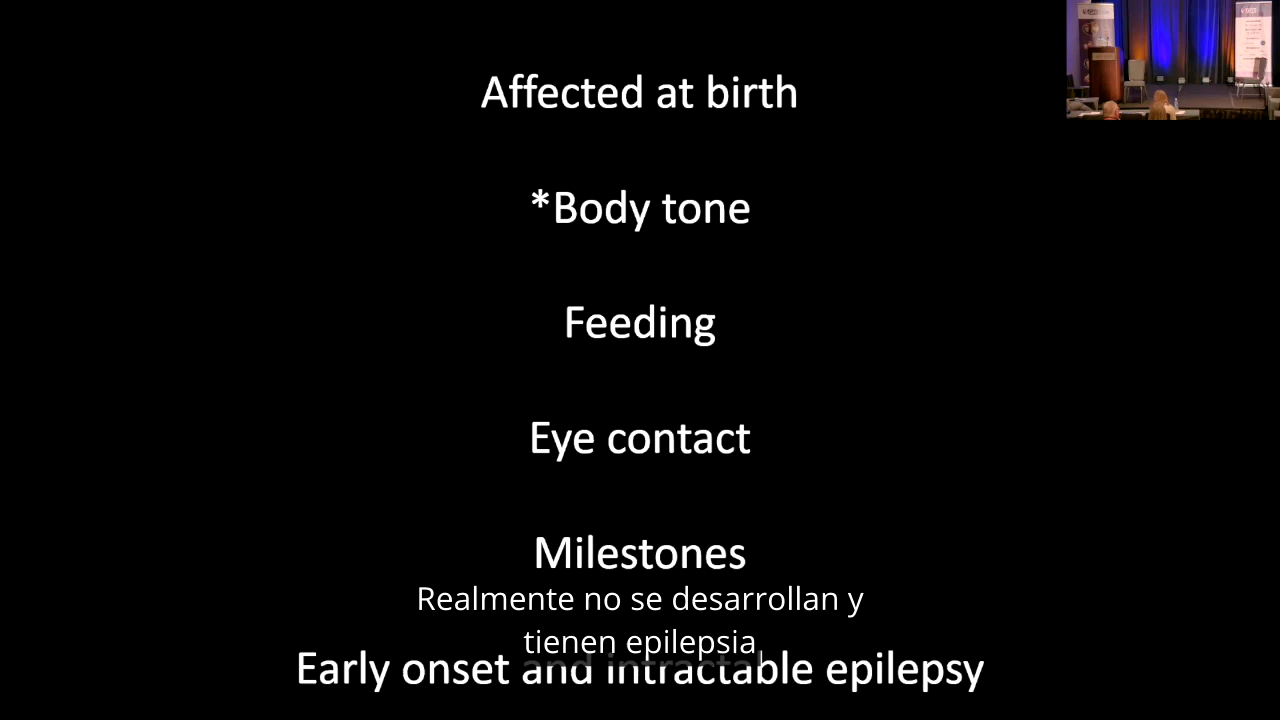 Affected at birth
*Body tone
Feeding
Eye contact
Milestones
Realmente no se desarrollan y
tienen epilepsia
Early onset and intractable epilepsy